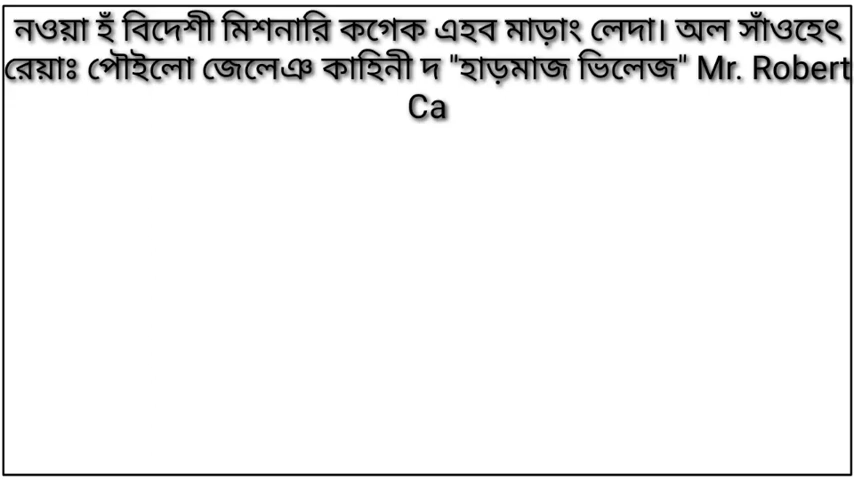 নওয়া হঁ বিদেশী মিশনারি কগেক এহব মাড়াং লেদা। অল সাঁওহেৎ
রেয়াঃ পৌইলো জেলেঞ কাহিনী দ "হাড়মাজ ভিলেজ" Mr. Robert
Ca